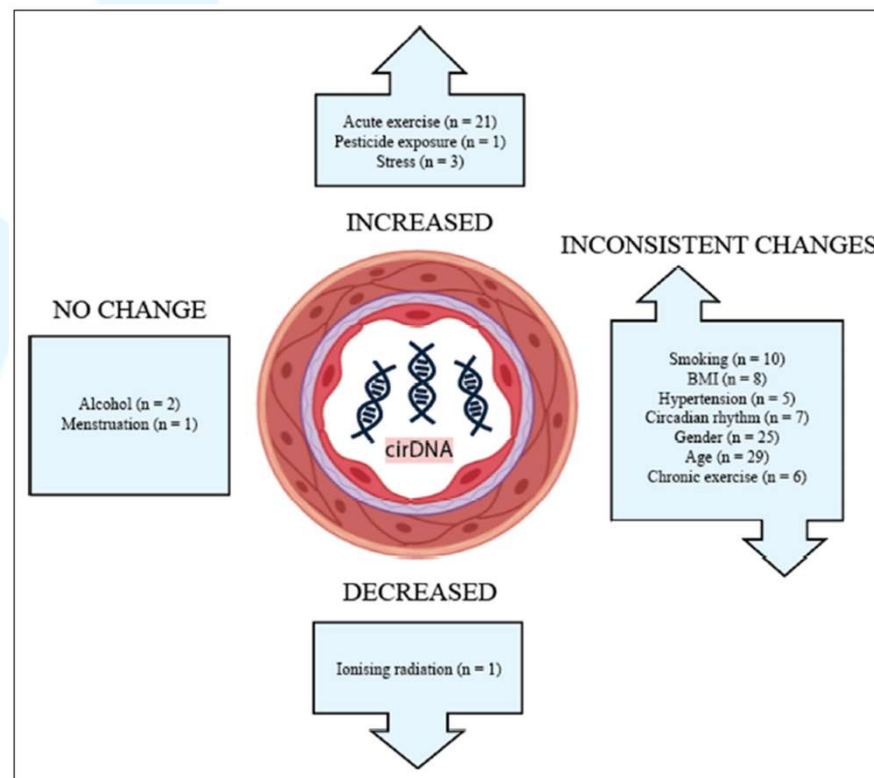 Acute exercise (n = 21)
Pesticide exposure (n = 1)
Stress (n = 3)
INCREASED
INCONSISTENT CHANGES
NO CHANGE
Alcohol (n = 2)
Menstruation (n = 1)
cirDNA
Smoking (n = 10)
BMI (n = 8)
Hypertension (n = 5)
Circadian rhythm (n = 7)
Gender (n = 25)
Age (n = 29)
Chronic exercise (n = 6)
DECREASED
Ionising radiation (n = 1)